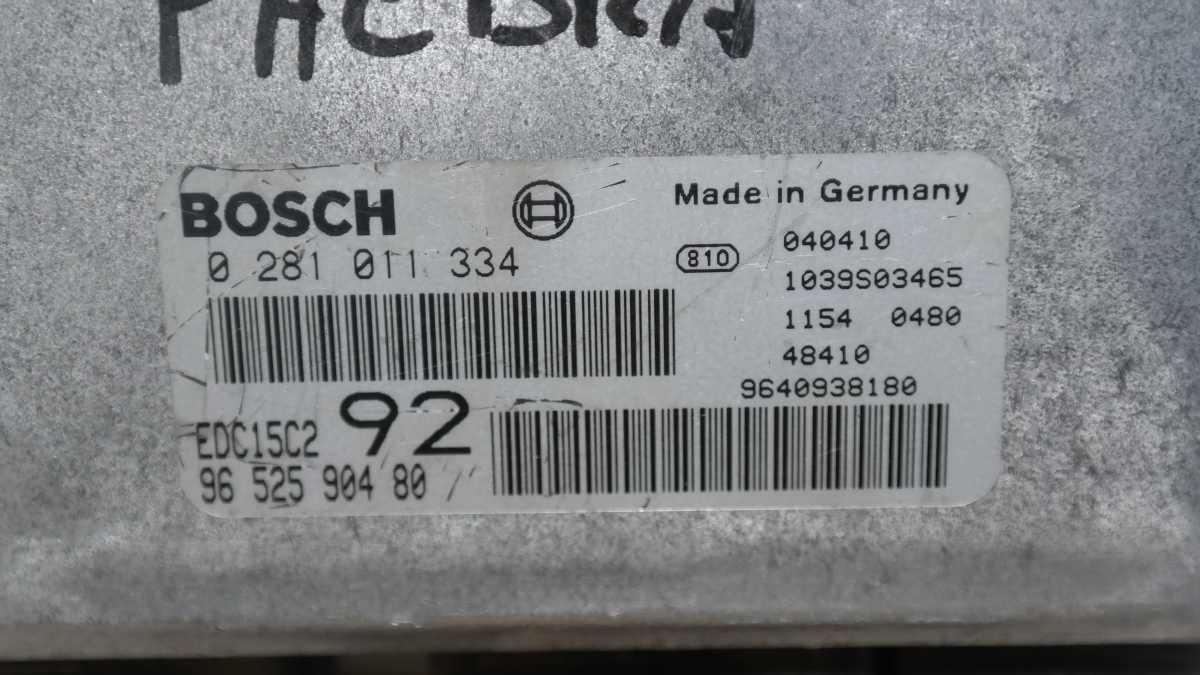 BOSCH
Made in Germany
0 281 011 334
810
040410
1039S03465
1154 0480
48410
9640938180
EDC15C2
92
96 525 904 80